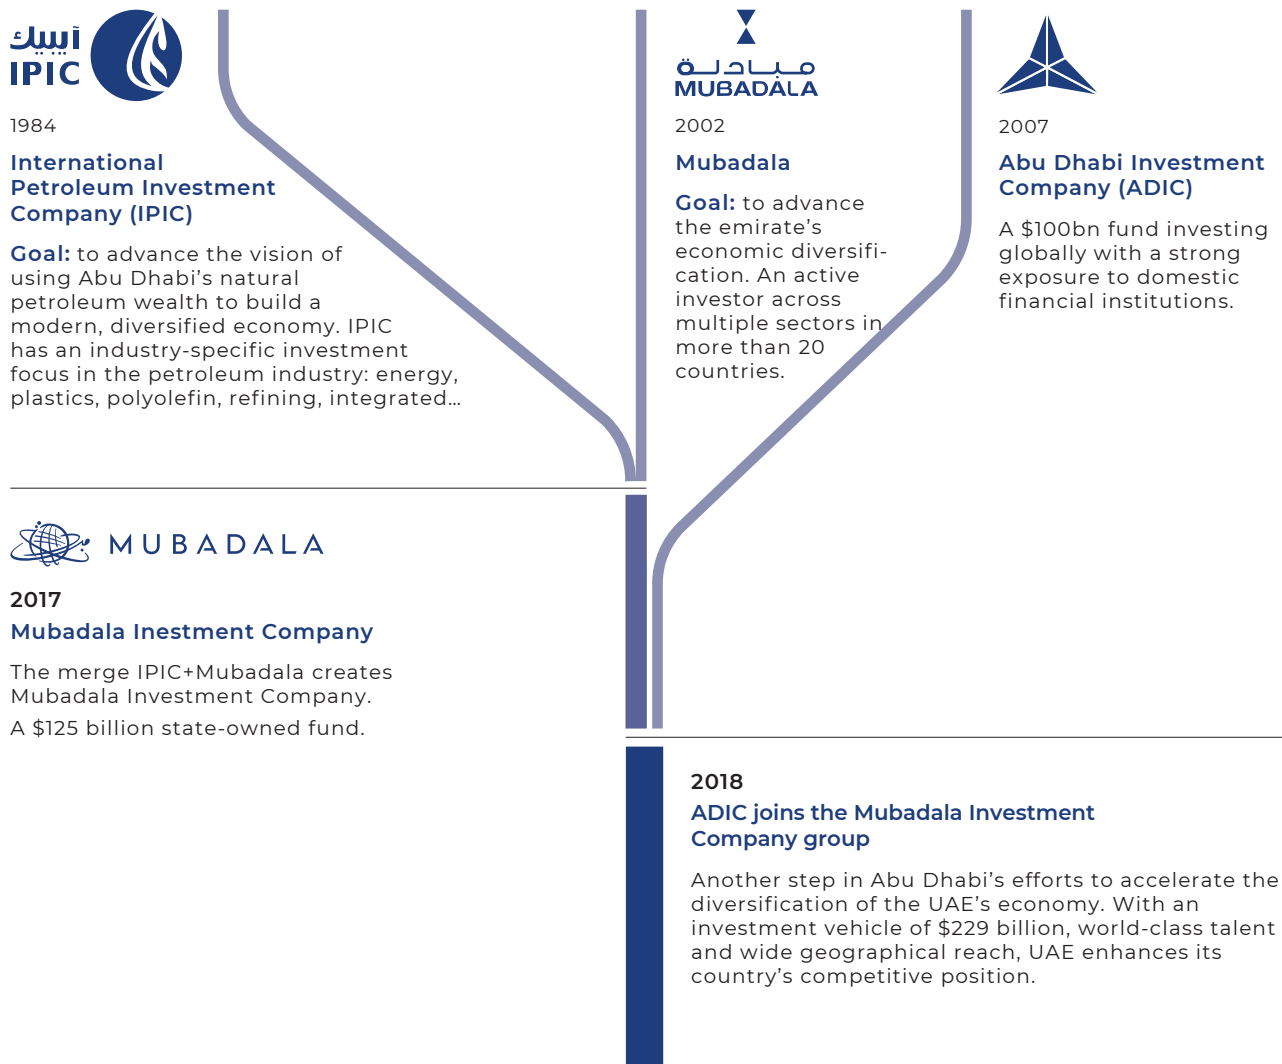 آيبيك
IPIC
1984
International
Petroleum Investment
Company (IPIC)
Goal: to advance the vision of
using Abu Dhabi’s natural
petroleum wealth to build a
modern, diversified economy. IPIC
has an industry-specific investment
focus in the petroleum industry: energy,
plastics, polyolefin, refining, integrated…
مبادلة
MUBADALA
2002
Mubadala
Goal: to advance
the emirate’s
economic diversifi-
cation. An active
investor across
multiple sectors in
more than 20
countries.
2007
Abu Dhabi Investment
Company (ADIC)
A $100bn fund investing
globally with a strong
exposure to domestic
financial institutions.
MUBADALA
2017
Mubadala Inestment Company
The merge IPIC+Mubadala creates
Mubadala Investment Company.
A $125 billion state-owned fund.
2018
ADIC joins the Mubadala Investment
Company group
Another step in Abu Dhabi’s efforts to accelerate the
diversification of the UAE’s economy. With an
investment vehicle of $229 billion, world-class talent
and wide geographical reach, UAE enhances its
country’s competitive position.